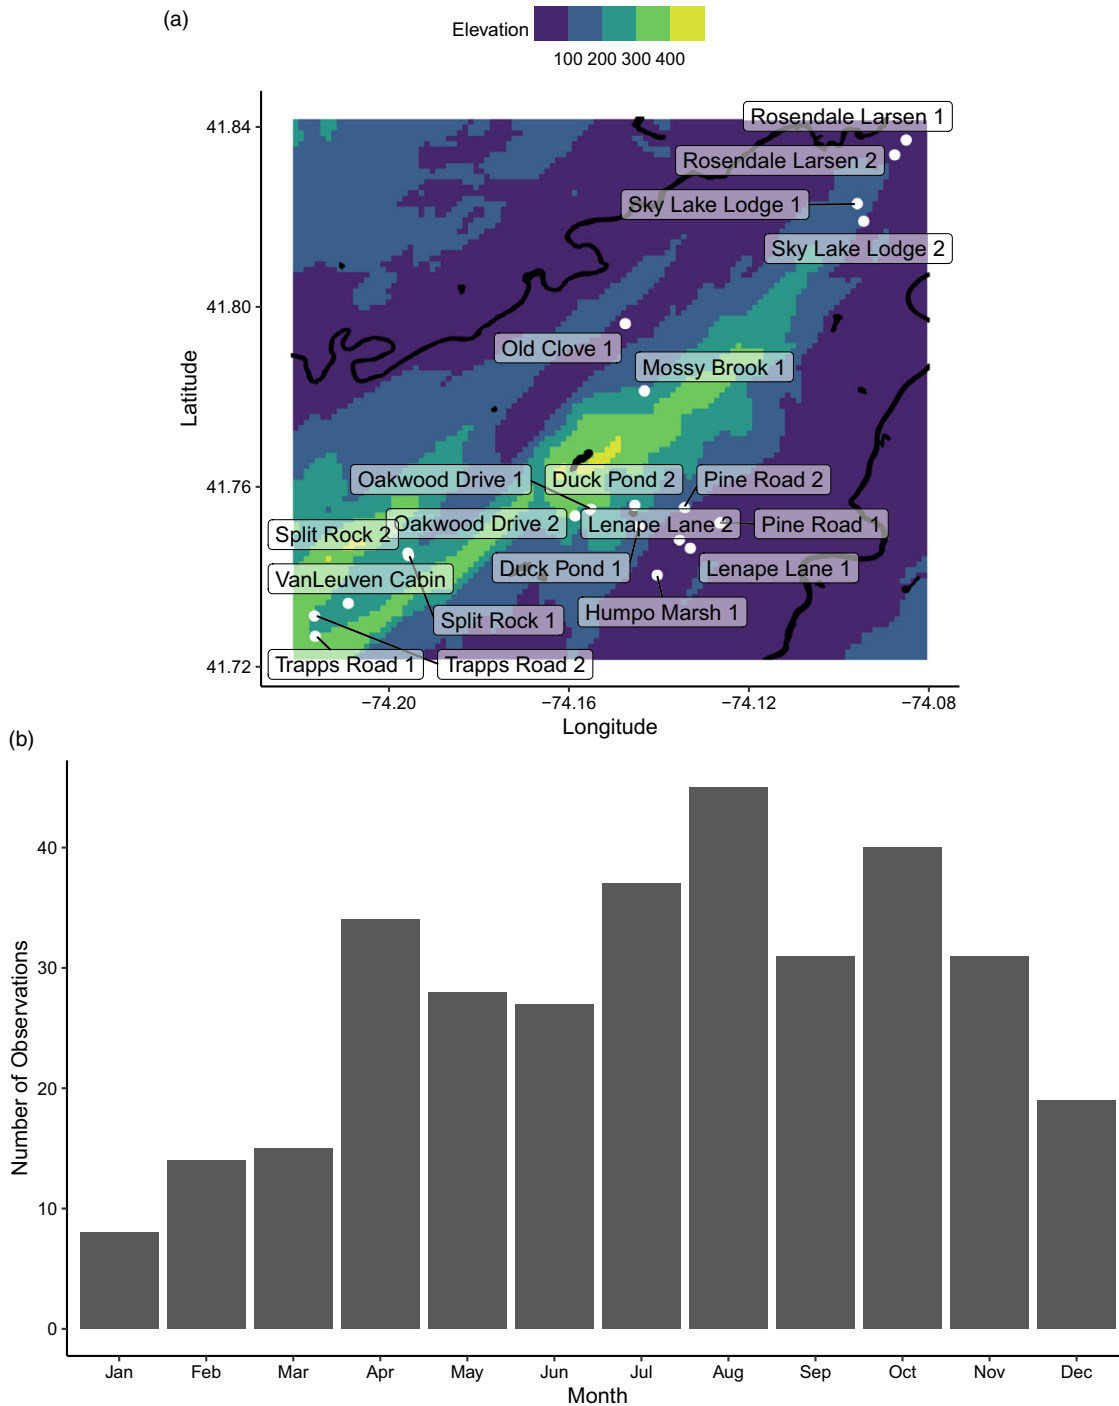 (a)
Elevation
100 200 300 400
41.84
41.80
41.76
41.72
Latitude
Rosendale Larsen 1
Rosendale Larsen 2
Sky Lake Lodge 1
Sky Lake Lodge 2
Old Clove 1
Mossy Brook 1
Oakwood Drive 1
Duck Pond 2
Pine Road 2
Split Rock 2
Oakwood Drive 2
Lenape Lane 2
Pine Road 1
VanLeuven Cabin
Duck Pond 1
Lenape Lane 1
Split Rock 1
Humpo Marsh 1
Trapps Road 1
Trapps Road 2
−74.20
−74.16
−74.12
−74.08
Longitude
(b)
Number of Observations
40
30
20
10
0
Jan
Feb
Mar
Apr
May
Jun
Jul
Aug
Sep
Oct
Nov
Dec
Month